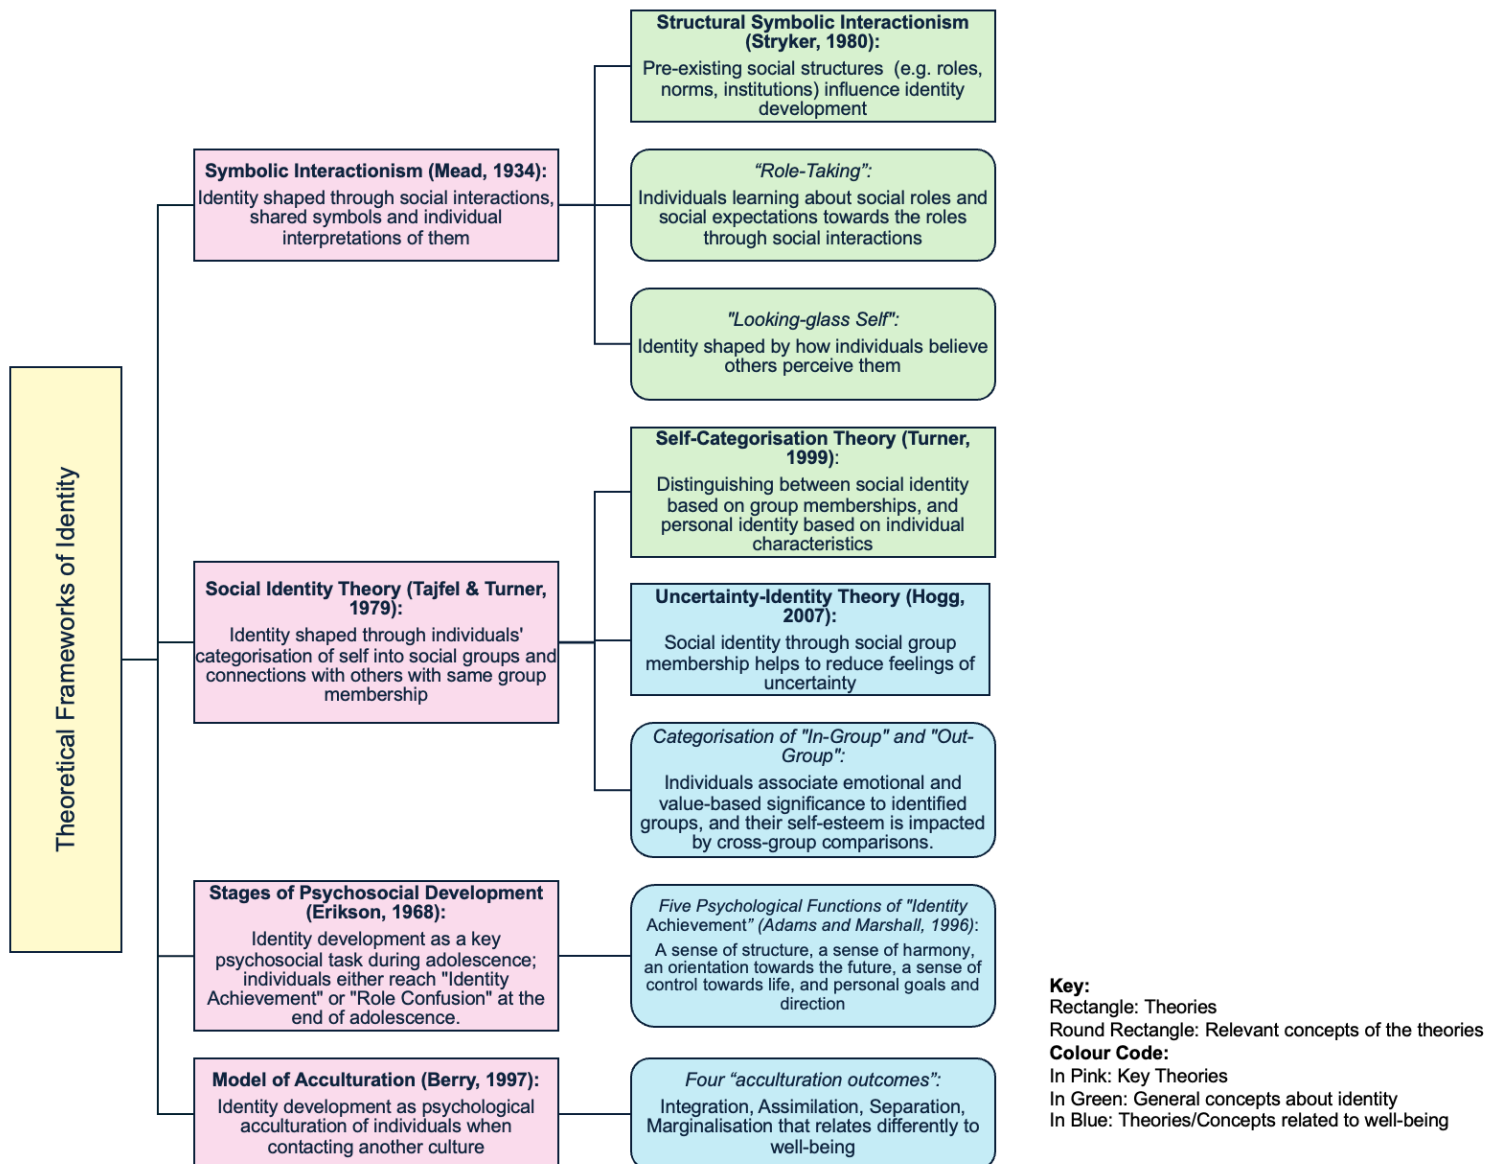 Theoretical Frameworks of Identity
Symbolic Interactionism (Mead, 1934):
Identity shaped through social interactions,
shared symbols and individual
interpretations of them
Structural Symbolic Interactionism
(Stryker, 1980):
Pre-existing social structures (e.g. roles,
norms, institutions) influence identity
development
“Role-Taking”:
Individuals learning about social roles and
social expectations towards the roles
through social interactions
"Looking-glass Self":
Identity shaped by how individuals believe
others perceive them
Social Identity Theory (Tajfel & Turner,
1979):
Identity shaped through individuals'
categorisation of self into social groups and
connections with others with same group
membership
Self-Categorisation Theory (Turner,
1999):
Distinguishing between social identity
based on group memberships, and
personal identity based on individual
characteristics
Uncertainty-Identity Theory (Hogg,
2007):
Social identity through social group
membership helps to reduce feelings of
uncertainty
Categorisation of "In-Group" and "Out-
Group":
Individuals associate emotional and
value-based significance to identified
groups, and their self-esteem is impacted
by cross-group comparisons.
Stages of Psychosocial Development
(Erikson, 1968):
Identity development as a key
psychosocial task during adolescence;
individuals either reach "Identity
Achievement" or "Role Confusion" at the
end of adolescence.
Five Psychological Functions of "Identity
Achievement” (Adams and Marshall, 1996):
A sense of structure, a sense of harmony,
an orientation towards the future, a sense of
control towards life, and personal goals and
direction
Model of Acculturation (Berry, 1997):
Identity development as psychological
acculturation of individuals when
contacting another culture
Four “acculturation outcomes”:
Integration, Assimilation, Separation,
Marginalisation that relates differently to
well-being
Key:
Rectangle: Theories
Round Rectangle: Relevant concepts of the theories
Colour Code:
In Pink: Key Theories
In Green: General concepts about identity
In Blue: Theories/Concepts related to well-being